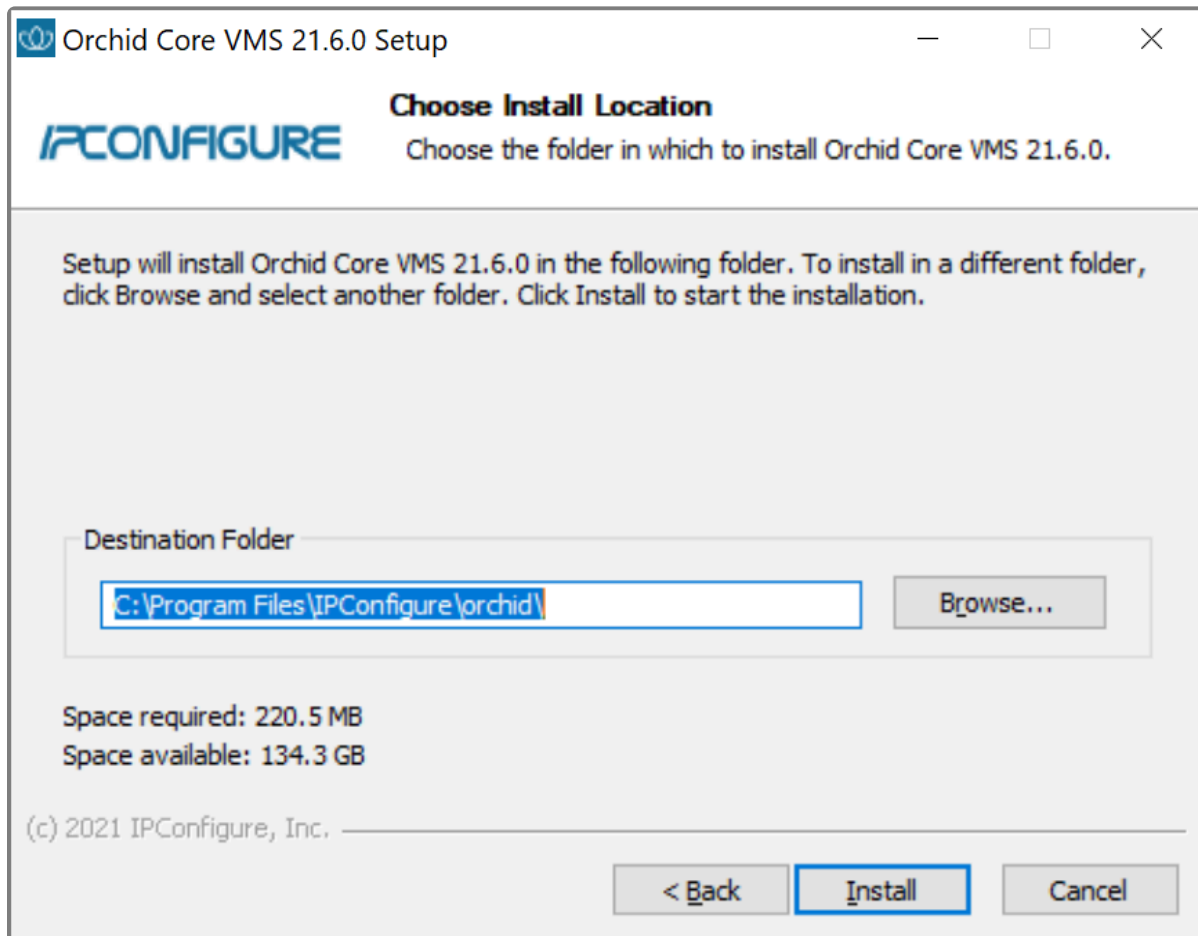 Orchid Core VMS 21.6.0 Setup
IPCONFIGURE
Choose Install Location
Choose the folder in which to install Orchid Core VMS 21.6.0.
Setup will install Orchid Core VMS 21.6.0 in the following folder. To install in a different folder,
click Browse and select another folder. Click Install to start the installation.
Destination Folder
C:\Program Files\IPConfigure\orchid\
Browse...
Space required: 220.5 MB
Space available: 134.3 GB
(c) 2021 IPConfigure, Inc.
< Back
Install
Cancel